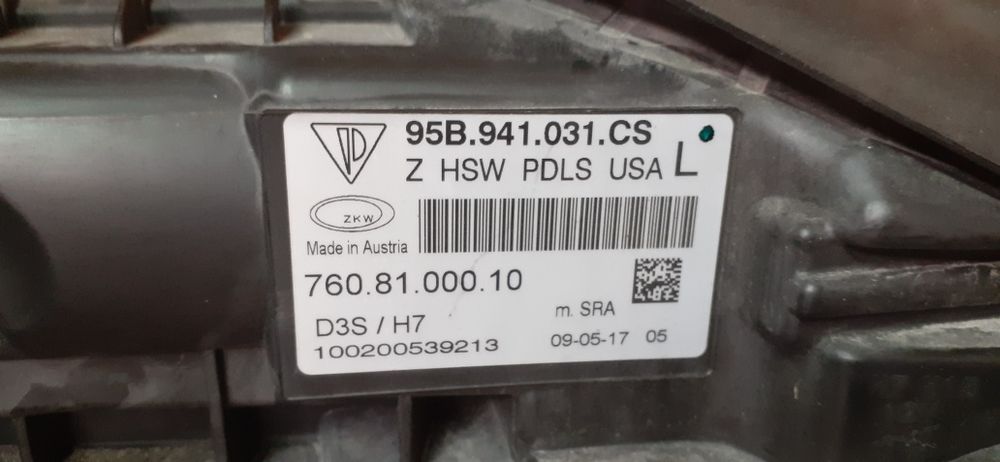 95B.941.031.CS
Z HSW PDLS USA L
ZKW
Made in Austria
760.81.000.10
D3S / H7
m. SRA
100200539213
09-05-17 05